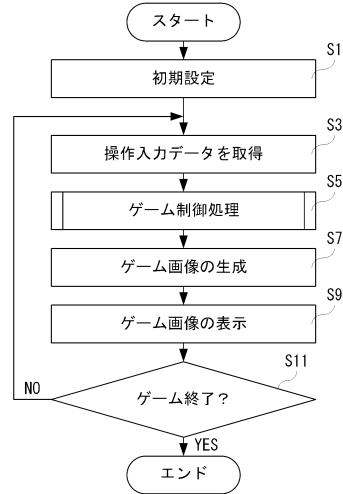 スタート
S1
初期設定
S3
操作入力データを取得
S5
ゲーム制御処理
S7
ゲーム画像の生成
S9
ゲーム画像の表示
S11
ゲーム終了？
NO
YES
エンド